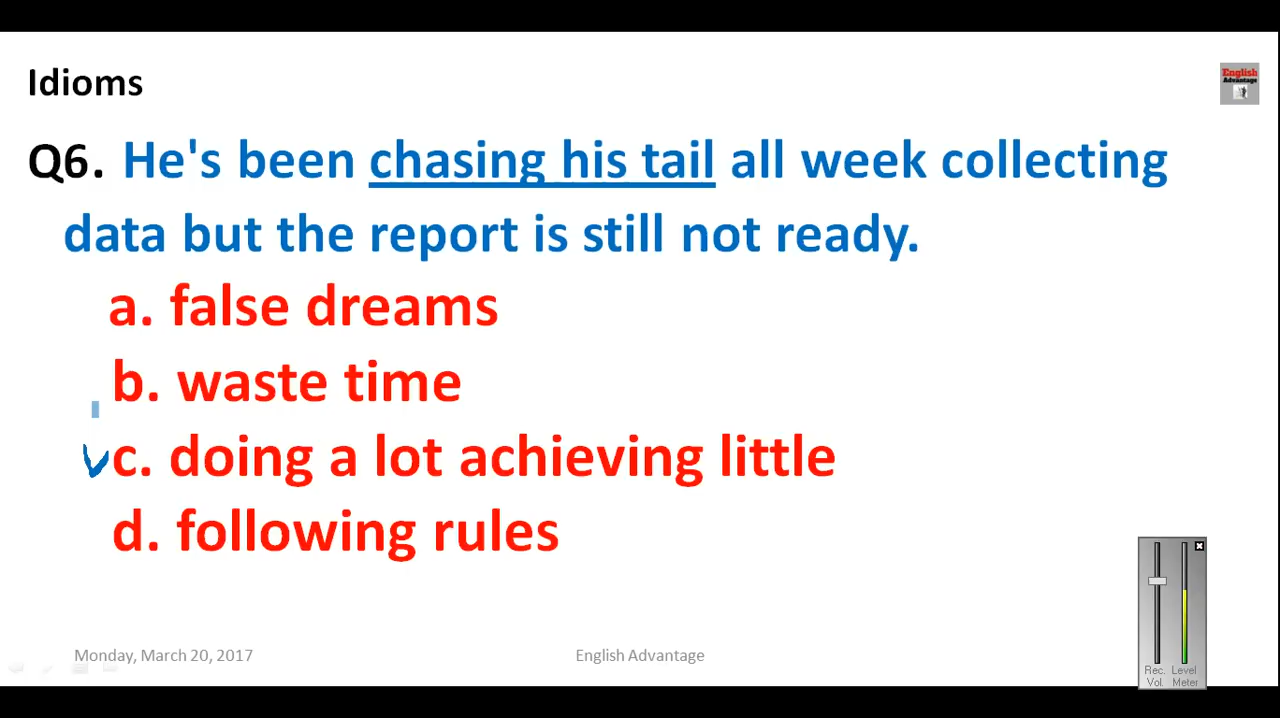 Idioms
English
Advantage
Q6. He's been chasing his tail all week collecting
data but the report is still not ready.
a. false dreams
b. waste time
c. doing a lot achieving little
d. following rules
Monday, March 20, 2017
English Advantage
Rec. Level
Vol. Meter